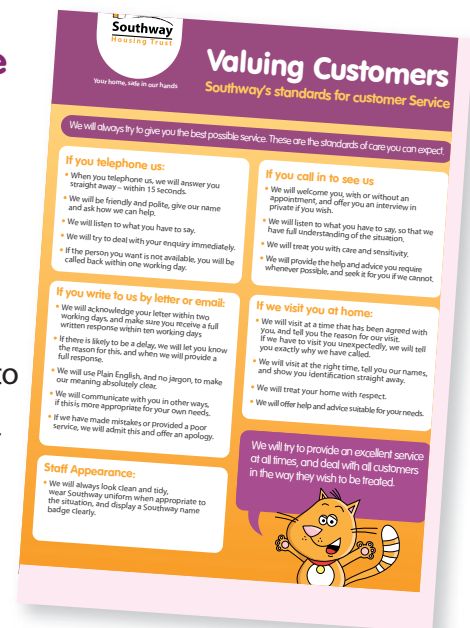 e
Southway
Housing Trust
Your home, safe in our hands
Valuing Customers
Southway's standards for customer Service
We will always try to give you the best possible service. These are the standards of care you can expect.
If you telephone us:
• When you telephone us, we will answer you
straight away – within 15 seconds.
• We will be friendly and polite, give our name
and ask how we can help.
• We will listen to what you have to say.
• We will try to deal with your enquiry immediately.
• If the person you want is not available, you will be
called back within one working day.
If you call in to see us
• We will welcome you, with or without an
appointment, and offer you an interview in
private if you wish.
• We will listen to what you have to say, so that we
have full understanding of the situation.
• We will treat you with care and sensitivity.
• We will provide the help and advice you require
whenever possible, and seek it for you if we cannot.
If you write to us by letter or email:
• We will acknowledge your letter within two
working days, and make sure you receive a full
written response within ten working days
• If there is likely to be a delay, we will let you know
the reason for this, and when we will provide a
full response.
• We will use Plain English, and no jargon, to make
our meaning absolutely clear.
• We will communicate with you in other ways,
if this is more appropriate for your own needs.
• If we have made mistakes or provided a poor
service, we will admit this and offer an apology.
If we visit you at home:
• We will visit at a time that has been agreed with
you, and tell you the reason for our visit.
If we have to visit you unexpectedly, we will tell
you exactly why we have called.
• We will visit at the right time, tell you our names,
and show you identification straight away.
• We will treat your home with respect.
• We will offer help and advice suitable for your needs.
to
Staff Appearance:
• We will always look clean and tidy,
wear Southway uniform when appropriate to
the situation, and display a Southway name
badge clearly.
We will try to provide an excellent service
at all times, and deal with all customers
in the way they wish to be treated.